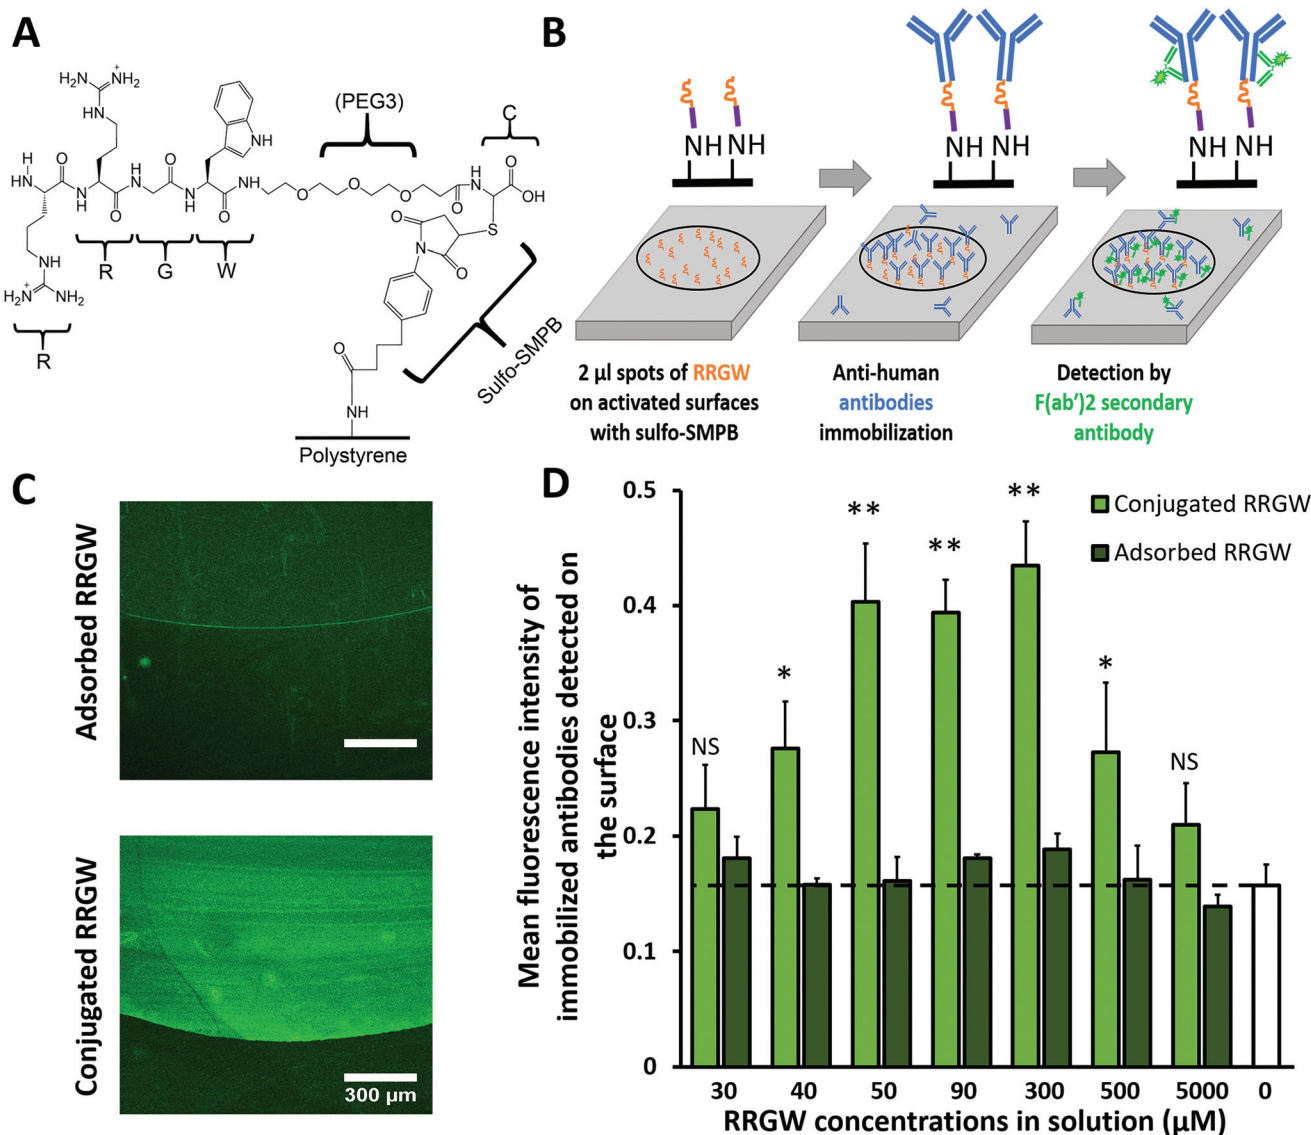 A
H₂N
+
NH₂
HN
(PEG3)
C
H
HN
O
N
H
O
H
N
O
N
H
O
NH
H
N
O
O
O
O
H
N
O
OH
S
O
N
O
R
G
W
HN
H₂N
+
NH₂
R
O
NH
Sulfo-SMPB
Polystyrene
B
NH NH
NH NH
NH NH
2 µl spots of RRGW
on activated surfaces
with sulfo-SMPB
Anti-human
antibodies
immobilization
Detection by
F(ab’)2 secondary
antibody
C
Adsorbed RRGW
Conjugated RRGW
300 µm
D
Mean fluorescence intensity of
immobilized antibodies detected on
the surface
0.5
0.4
0.3
0.2
0.1
0
NS
*
**
**
**
*
NS
Conjugated RRGW
Adsorbed RRGW
30 40 50 90 300 500 5000 0
RRGW concentrations in solution (µM)